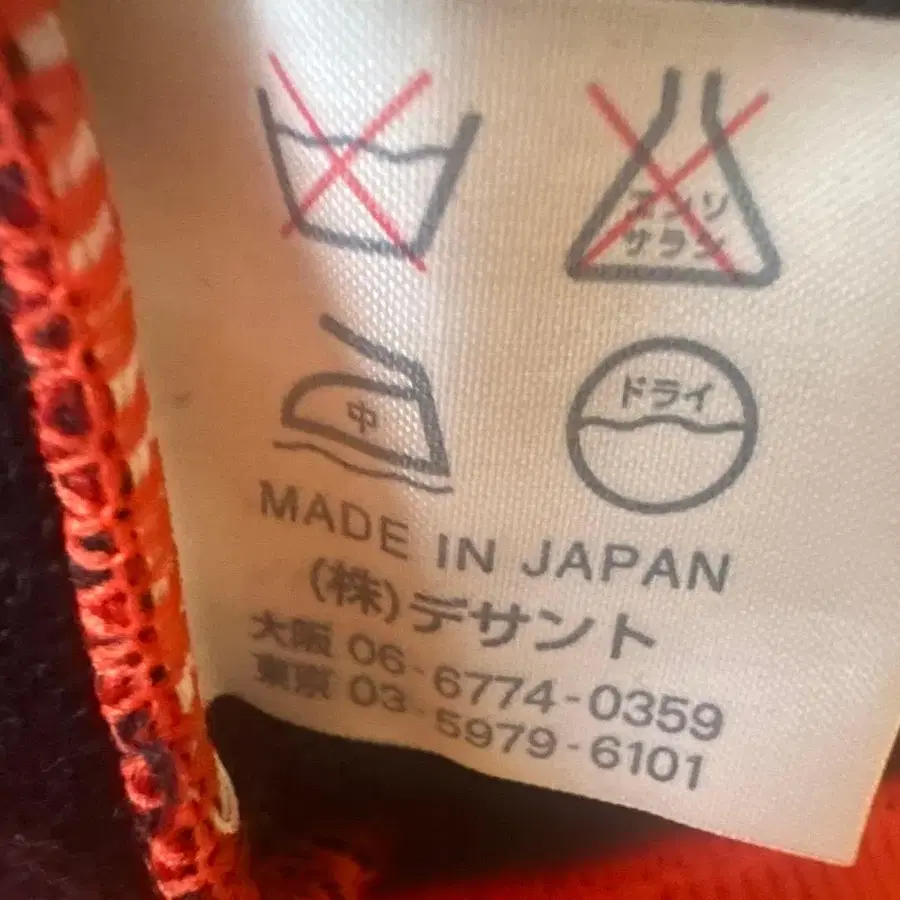 エンソ
サラシ
中
ドライ
MADE IN JAPAN
(株)デサント
大阪 06-6774-0359
東京 03-5979-6101